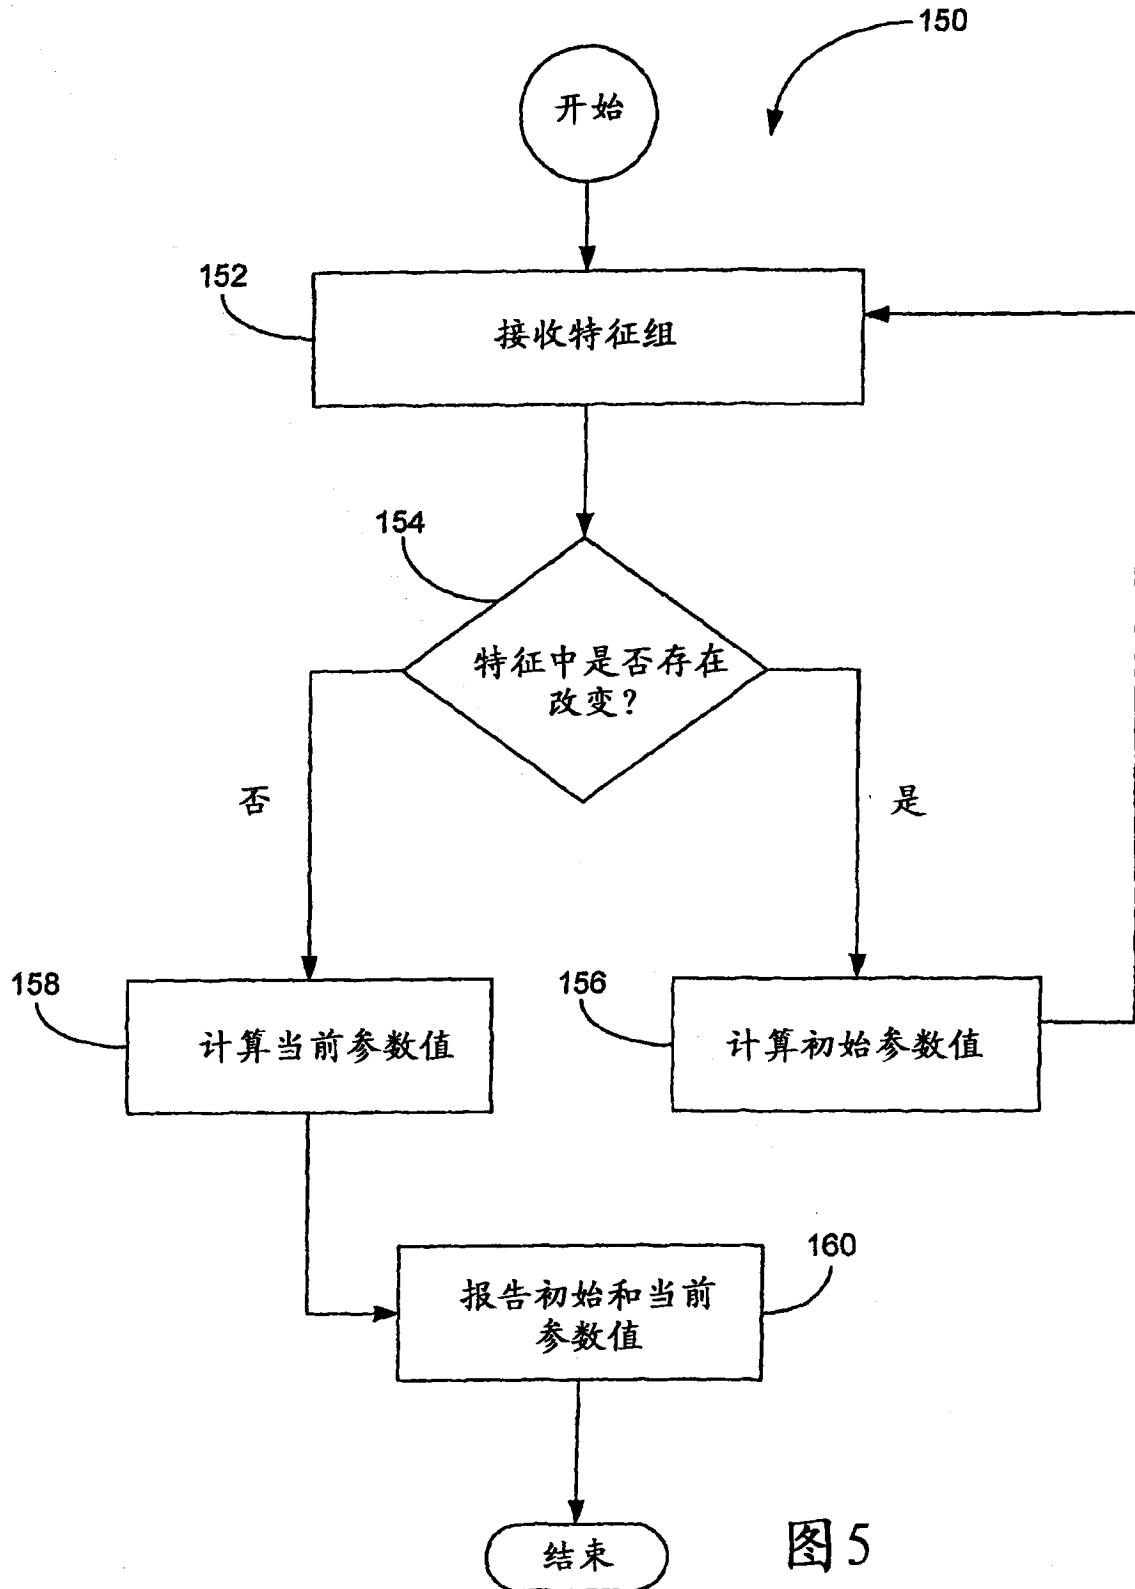 150
开始
152
接收特征组
154
特征中是否存在
改变？
否
是
158
计算当前参数值
156
计算初始参数值
160
报告初始和当前
参数值
结束
图5